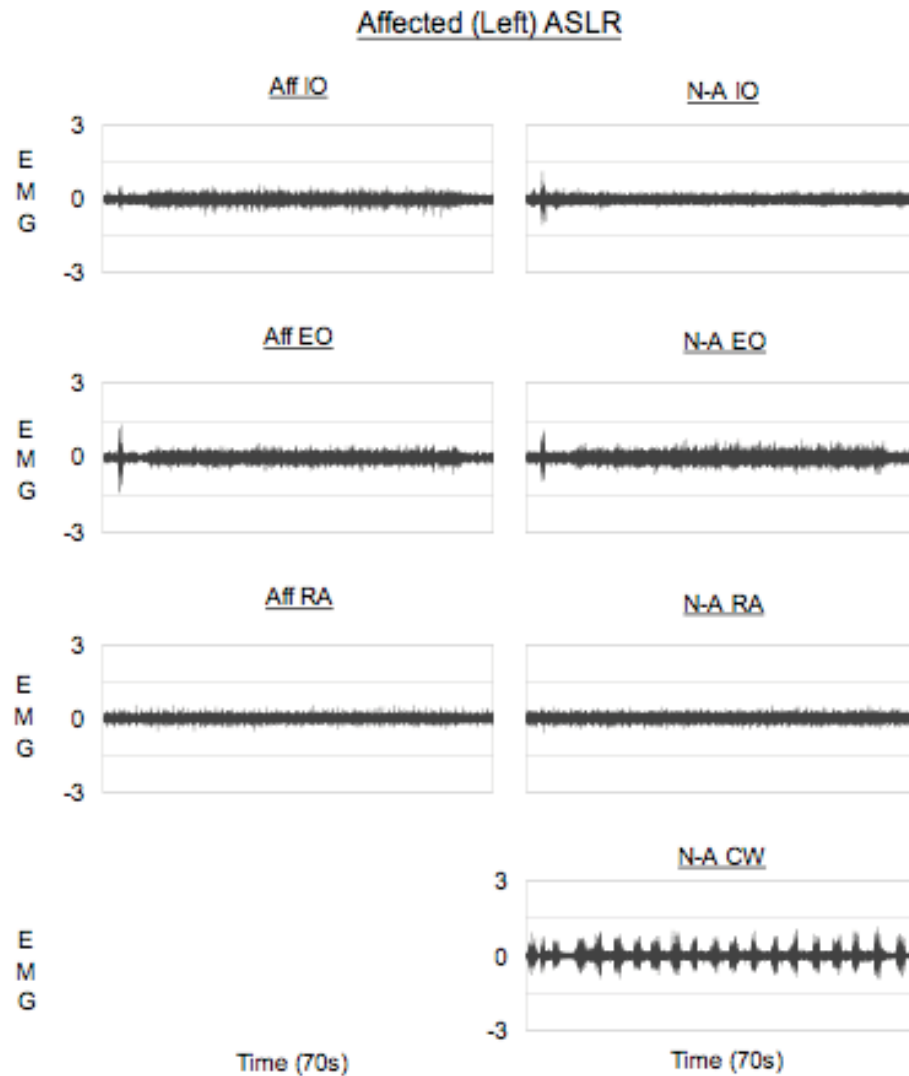 Affected (Left) ASLR
Aff IO
N-A IO
3
E
M
G
0
-3
Aff EO
N-A EO
3
E
M
G
0
-3
Aff RA
N-A RA
3
E
M
G
0
-3
N-A CW
3
E
M
G
0
-3
Time (70s)
Time (70s)